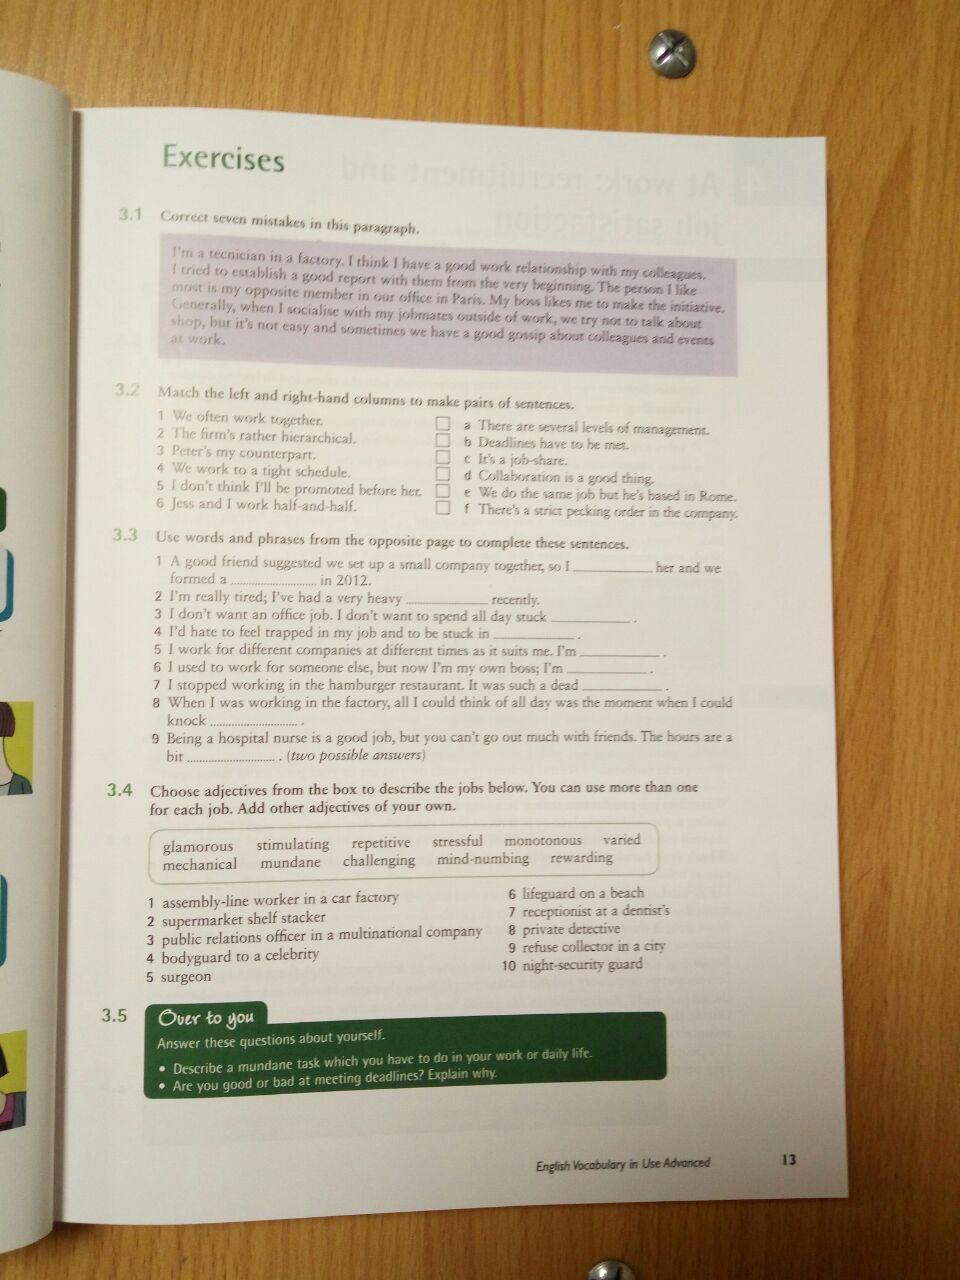 Exercises
3.1 Correct seven mistakes in this paragraph.
I'm a tecnician in a factory. I think I have a good work relationship with my colleagues.
I tried to establish a good report with them from the very beginning. The person I like
most is my opposite member in our office in Paris. My boss likes me to make the initiative.
Generally, when I socialise with my jobmates outside of work, we try not to talk about
shop, but it's not easy and sometimes we have a good gossip about colleagues and events
at work.
3.2 Match the left and right-hand columns to make pairs of sentences.
1 We often work together. a There are several levels of management.
2 The firm's rather hierarchical. b Deadlines have to be met.
3 Peter's my counterpart. c It's a job-share.
4 We work to a tight schedule. d Collaboration is a good thing.
5 I don't think I'll be promoted before her. e We do the same job but he's based in Rome.
6 Jess and I work half-and-half. f There's a strict pecking order in the company.
3.3 Use words and phrases from the opposite page to complete these sentences.
1 A good friend suggested we set up a small company together, so I ............ her and we
formed a ............ in 2012.
2 I'm really tired; I've had a very heavy ............ recently.
3 I don't want an office job. I don't want to spend all day stuck ............ .
4 I'd hate to feel trapped in my job and to be stuck in ............ .
5 I work for different companies at different times as it suits me. I'm ............ .
6 I used to work for someone else, but now I'm my own boss; I'm ............ .
7 I stopped working in the hamburger restaurant. It was such a dead ............ .
8 When I was working in the factory, all I could think of all day was the moment when I could
knock ............ .
9 Being a hospital nurse is a good job, but you can't go out much with friends. The hours are a
bit ............ . (two possible answers)
3.4 Choose adjectives from the box to describe the jobs below. You can use more than one
for each job. Add other adjectives of your own.
glamorous stimulating repetitive stressful monotonous varied
mechanical mundane challenging mind-numbing rewarding
1 assembly-line worker in a car factory
2 supermarket shelf stacker
3 public relations officer in a multinational company
4 bodyguard to a celebrity
5 surgeon
6 lifeguard on a beach
7 receptionist at a dentist's
8 private detective
9 refuse collector in a city
10 night-security guard
3.5 Over to you
Answer these questions about yourself.
• Describe a mundane task which you have to do in your work or daily life.
• Are you good or bad at meeting deadlines? Explain why.
English Vocabulary in Use Advanced 13